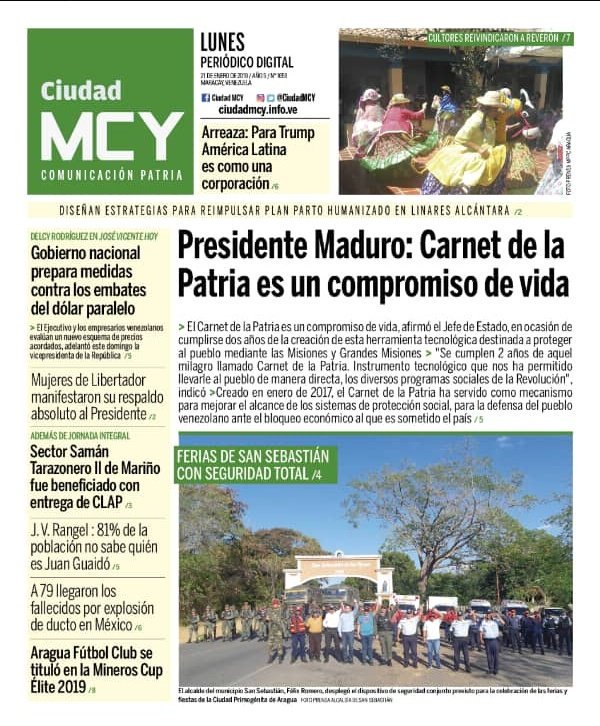 Ciudad
MCY
COMUNICACIÓN PATRIA
LUNES
PERIÓDICO DIGITAL
21 DE ENERO DE 2019 / AÑO 5 / Nº 1693
MARACAY, VENEZUELA
Ciudad MCY @CiudadMCY
ciudadmcy.info.ve
Arreaza: Para Trump
América Latina
es como una
corporación /6
CULTORES REIVINDICARON A REVERÓN /7
DISEÑAN ESTRATEGIAS PARA REIMPULSAR PLAN PARTO HUMANIZADO EN LINARES ALCÁNTARA /2
DELCY RODRÍGUEZ EN JOSÉ VICENTE HOY
Gobierno nacional
prepara medidas
contra los embates
del dólar paralelo
> El Ejecutivo y los empresarios venezolanos
evalúan un nuevo esquema de precios
acordados, adelantó este domingo la
vicepresidenta de la República /5
Mujeres de Libertador
manifestaron su respaldo
absoluto al Presidente /2
ADEMÁS DE JORNADA INTEGRAL
Sector Samán
Tarazonero II de Mariño
fue beneficiado con
entrega de CLAP /3
J. V. Rangel : 81% de la
población no sabe quién
es Juan Guaidó /5
A 79 llegaron los
fallecidos por explosión
de ducto en México /6
Aragua Fútbol Club se
tituló en la Mineros Cup
Élite 2019 /8
Presidente Maduro: Carnet de la
Patria es un compromiso de vida
> El Carnet de la Patria es un compromiso de vida, afirmó el Jefe de Estado, en ocasión de
cumplirse dos años de la creación de esta herramienta tecnológica destinada a proteger
al pueblo mediante las Misiones y Grandes Misiones > "Se cumplen 2 años de aquel
milagro llamado Carnet de la Patria. Instrumento tecnológico que nos ha permitido
llevarle al pueblo de manera directa, los diversos programas sociales de la Revolución",
indicó >Creado en enero de 2017, el Carnet de la Patria ha servido como mecanismo
para mejorar el alcance de los sistemas de protección social, para la defensa del pueblo
venezolano ante el bloqueo económico al que es sometido el país /5
FERIAS DE SAN SEBASTIÁN
CON SEGURIDAD TOTAL /4
El alcalde del municipio San Sebastián, Félix Romero, desplegó el dispositivo de seguridad conjunto previsto para la celebración de las ferias y
fiestas de la Ciudad Primogénita de Aragua FOTO PRENSA ALCALDÍA DE SAN SEBASTIÁN